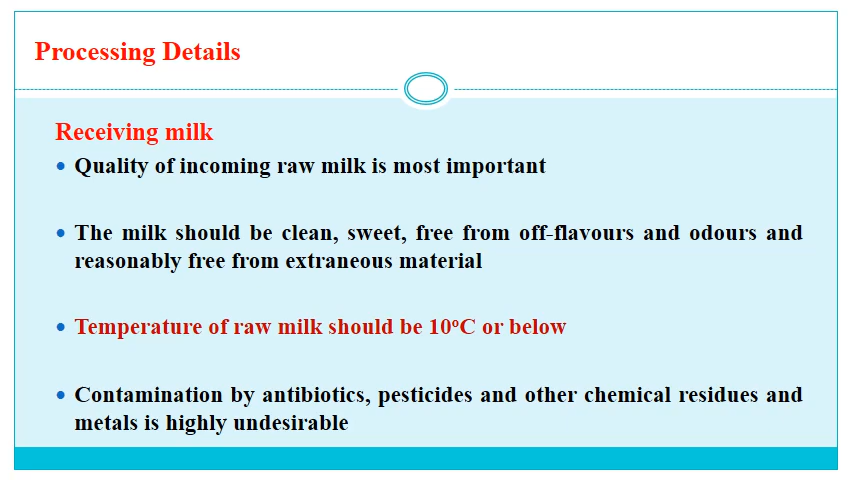 Processing Details
Receiving milk
• Quality of incoming raw milk is most important
• The milk should be clean, sweet, free from off-flavours and odours and
reasonably free from extraneous material
• Temperature of raw milk should be 10°C or below
• Contamination by antibiotics, pesticides and other chemical residues and
metals is highly undesirable